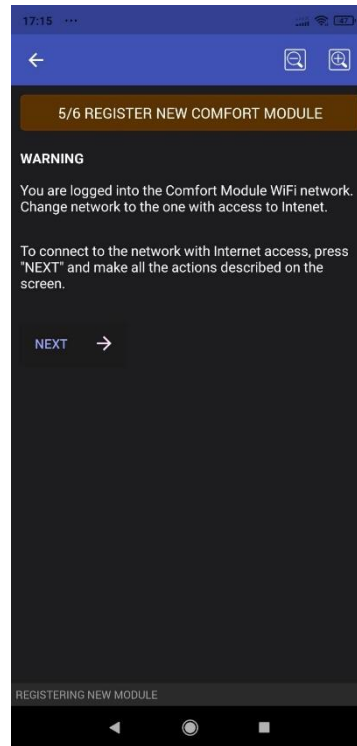 17:15 ...
47
5/6 REGISTER NEW COMFORT MODULE
WARNING
You are logged into the Comfort Module WiFi network.
Change network to the one with access to Intenet.
To connect to the network with Internet access, press
"NEXT" and make all the actions described on the
screen.
NEXT
REGISTERING NEW MODULE